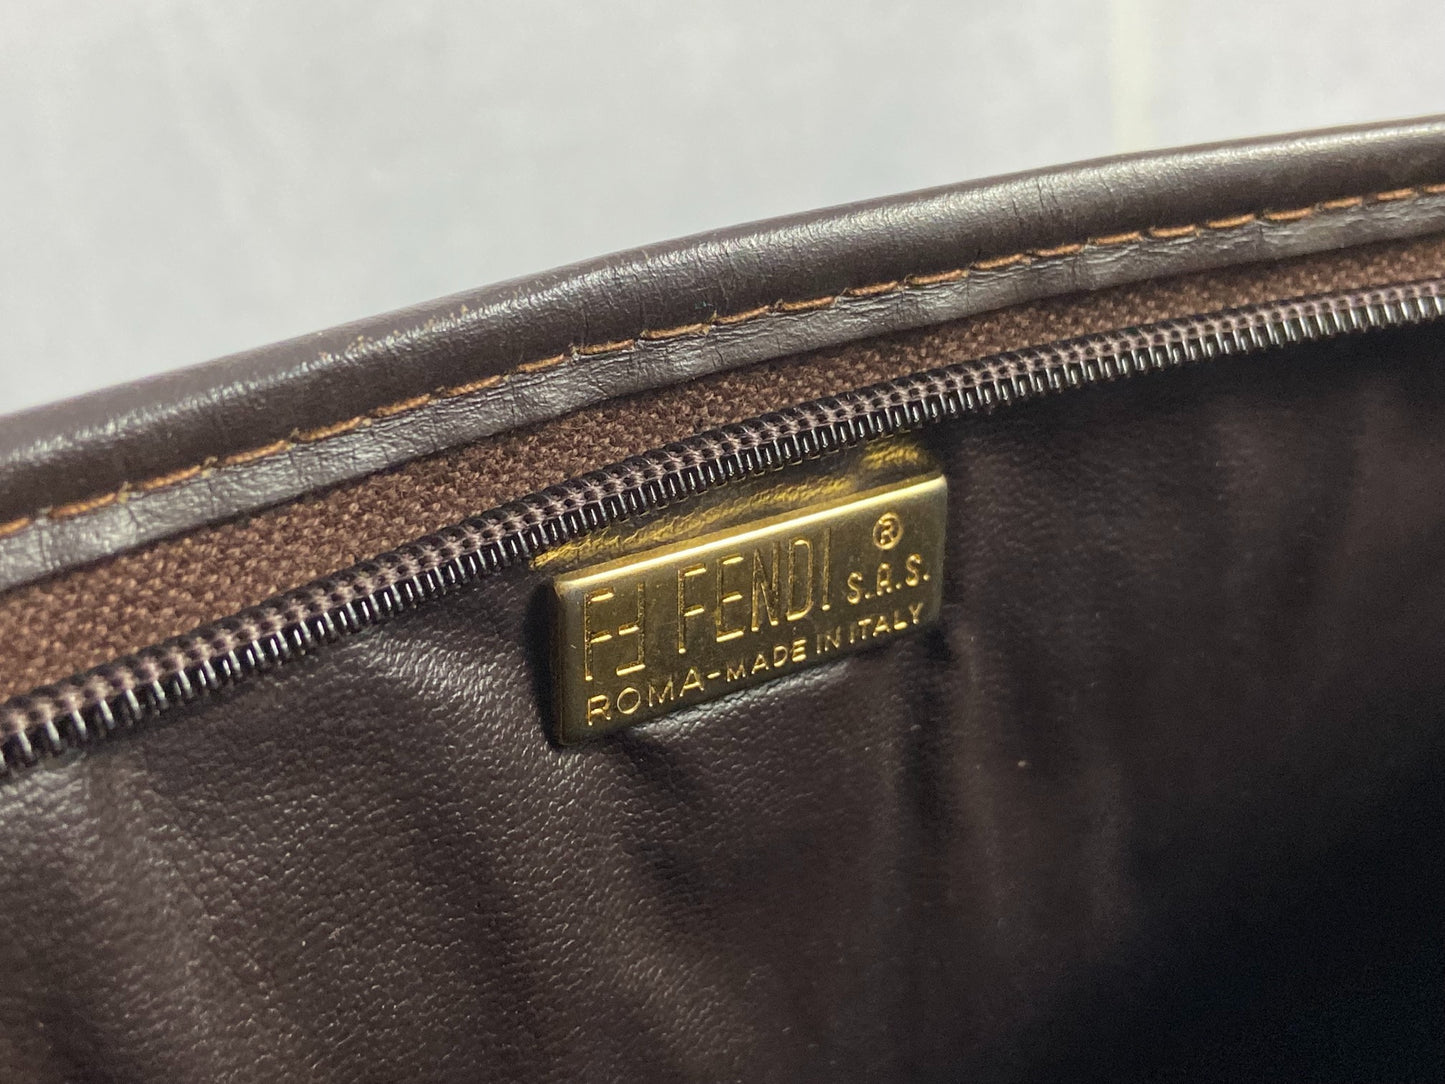 FF FENDI ® S.A.S.
ROMA-MADE IN ITALY